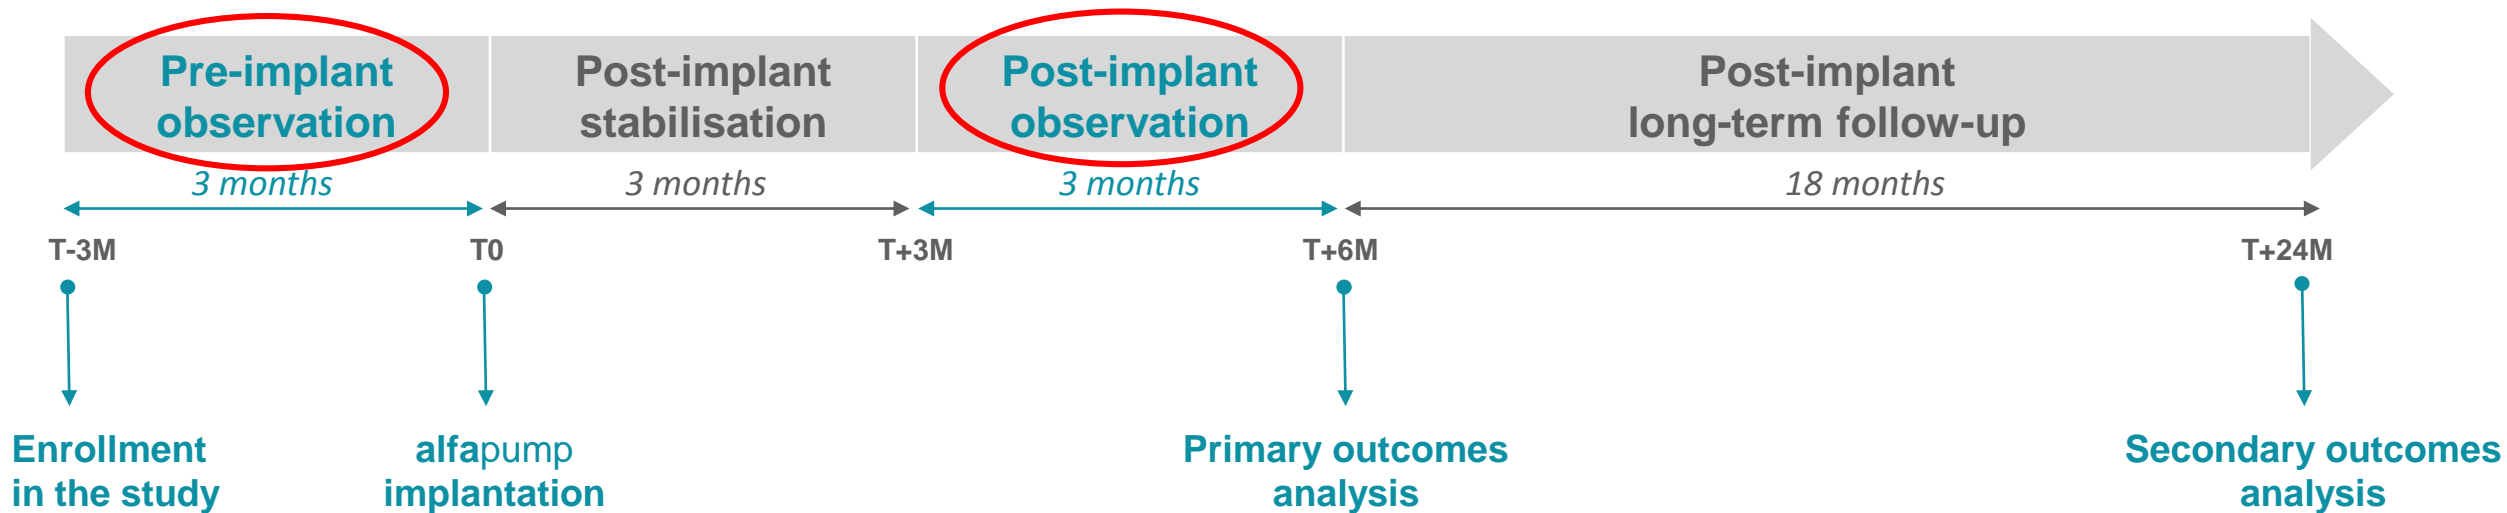 Pre-implant
observation
Post-implant
stabilisation
Post-implant
observation
Post-implant
long-term follow-up
3 months
3 months
3 months
18 months
T-3M
T0
T+3M
T+6M
T+24M
Enrollment
in the study
alfapump
implantation
Primary outcomes
analysis
Secondary outcomes
analysis